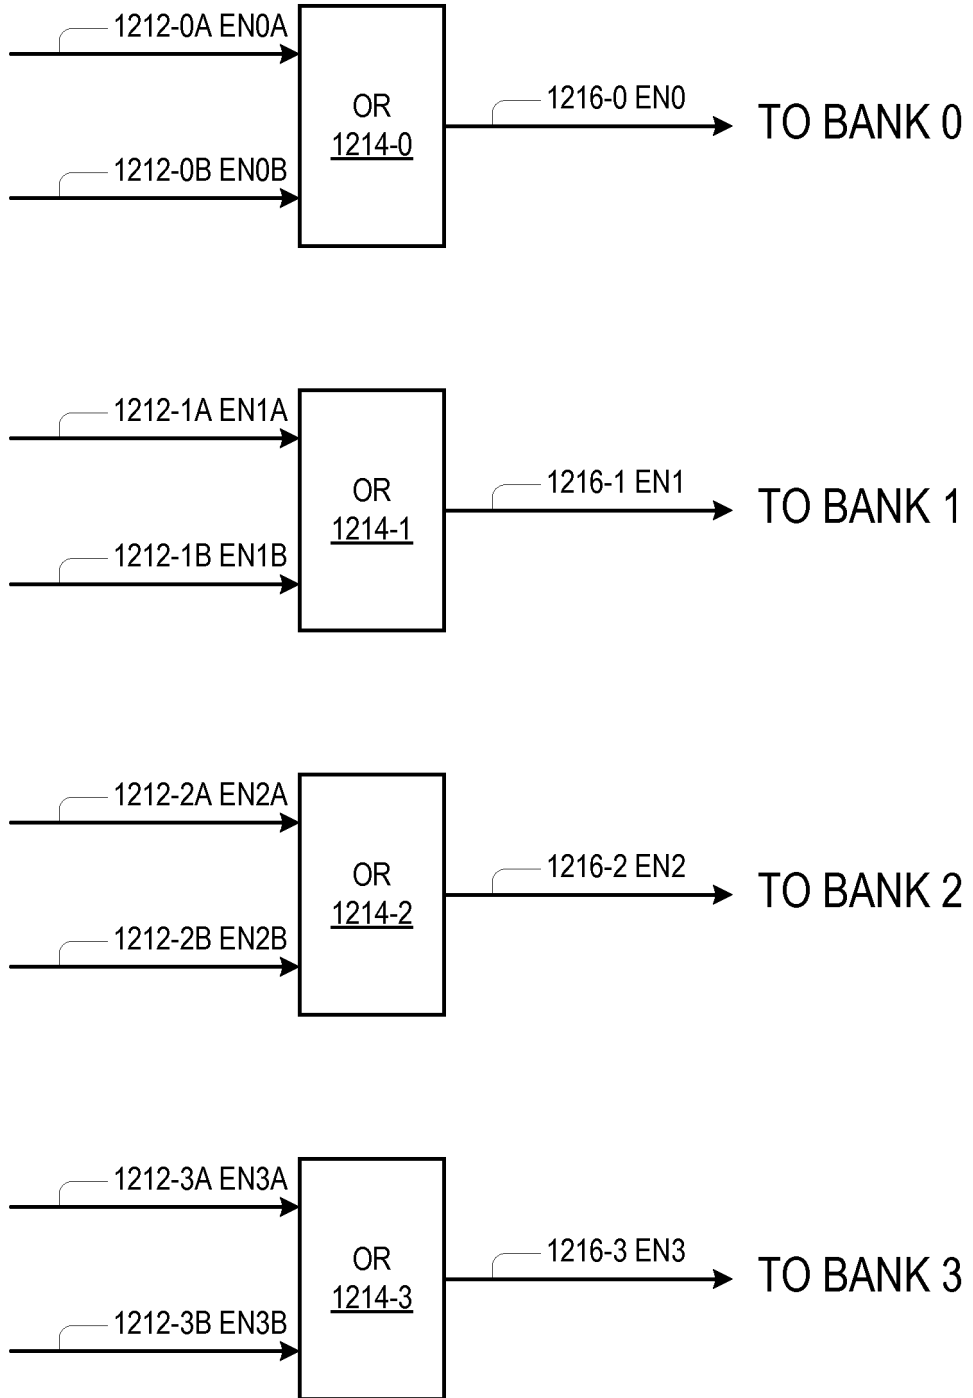 1212-0A EN0A
OR
1214-0
1216-0 EN0
TO BANK 0
1212-0B EN0B
1212-1A EN1A
OR
1214-1
1216-1 EN1
TO BANK 1
1212-1B EN1B
1212-2A EN2A
OR
1214-2
1216-2 EN2
TO BANK 2
1212-2B EN2B
1212-3A EN3A
OR
1214-3
1216-3 EN3
TO BANK 3
1212-3B EN3B